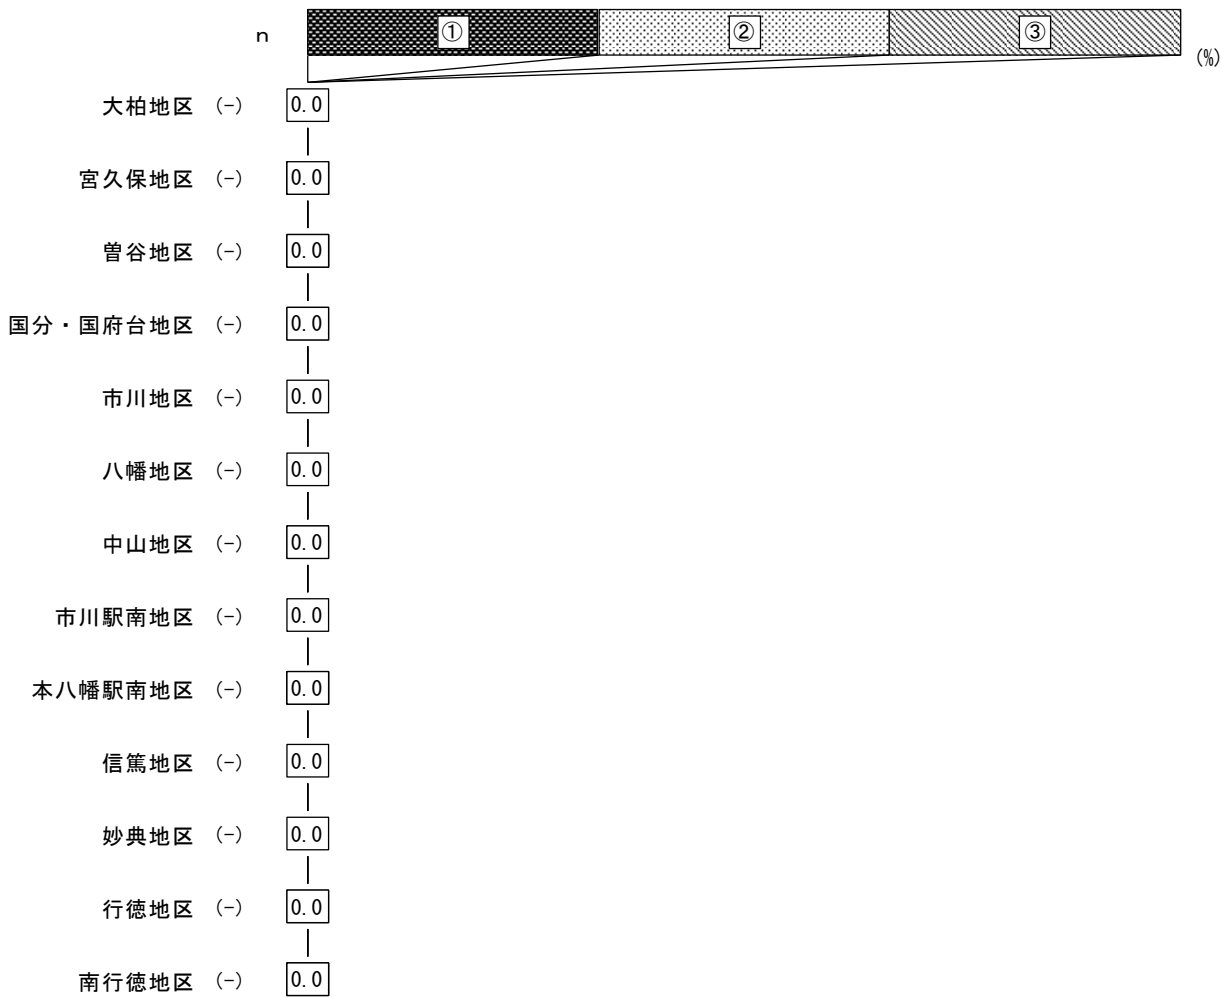 n ① ② ③
(%)
大柏地区 (-) 0.0
宮久保地区 (-) 0.0
曽谷地区 (-) 0.0
国分・国府台地区 (-) 0.0
市川地区 (-) 0.0
八幡地区 (-) 0.0
中山地区 (-) 0.0
市川駅南地区 (-) 0.0
本八幡駅南地区 (-) 0.0
信篤地区 (-) 0.0
妙典地区 (-) 0.0
行徳地区 (-) 0.0
南行徳地区 (-) 0.0